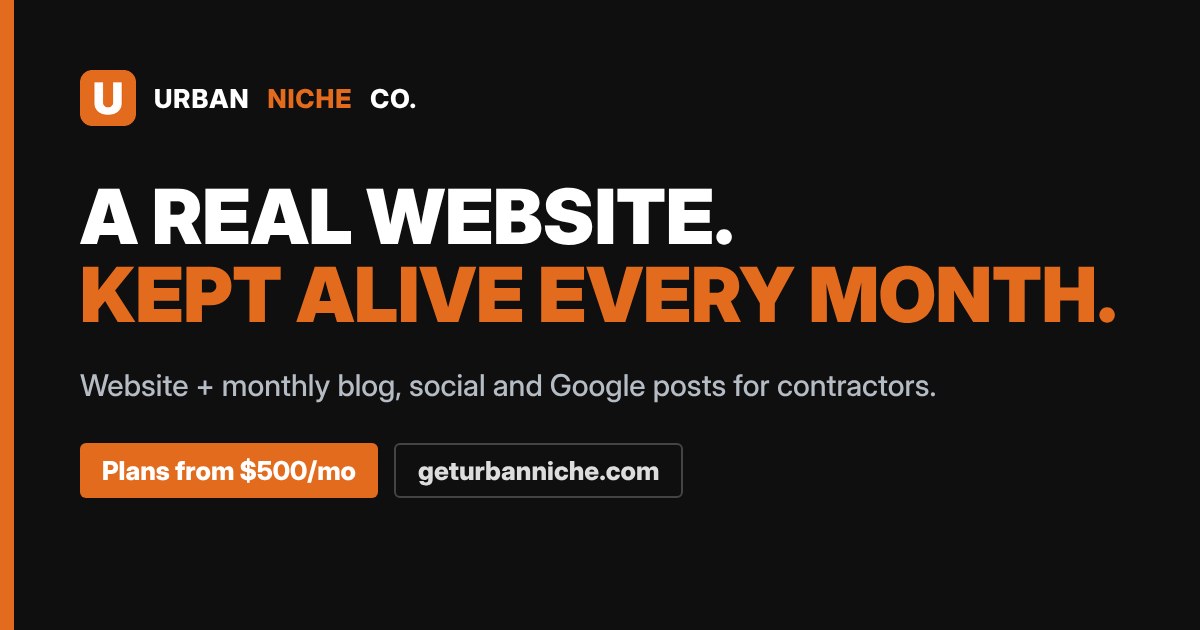 U URBAN NICHE CO.
A REAL WEBSITE.
KEPT ALIVE EVERY MONTH.
Website + monthly blog, social and Google posts for contractors.
Plans from $500/mo geturbanniche.com